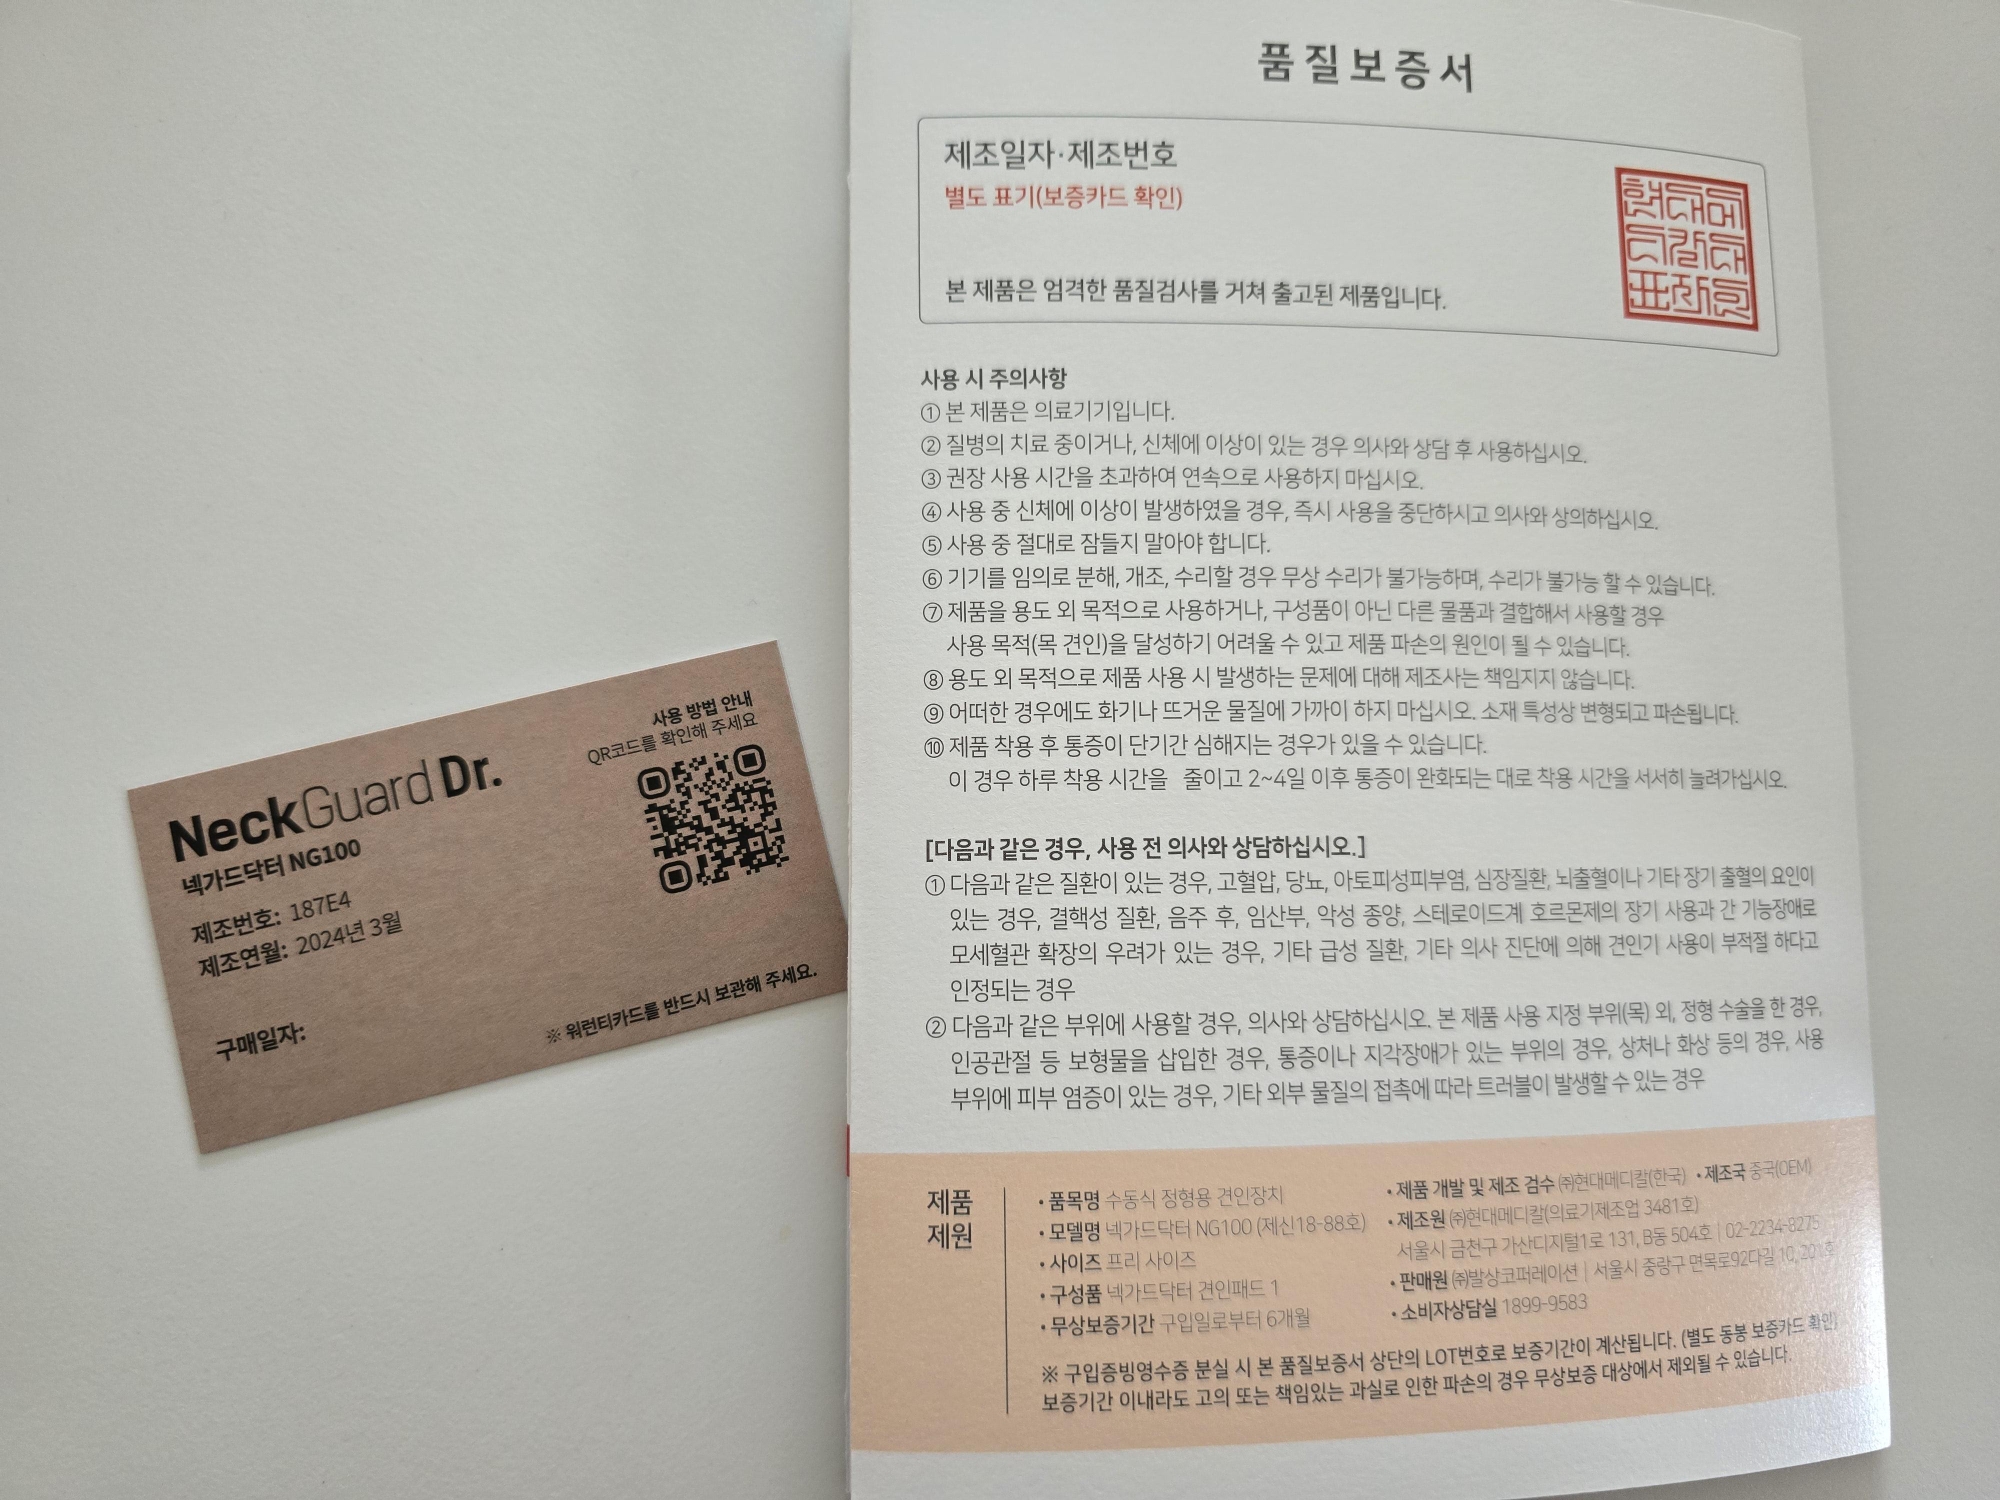 품질보증서
제조일자·제조번호
별도 표기(보증카드 확인)
본 제품은 엄격한 품질검사를 거쳐 출고된 제품입니다.
사용 시 주의사항
① 본 제품은 의료기기입니다.
② 질병의 치료 중이거나, 신체에 이상이 있는 경우 의사와 상담 후 사용하십시오.
③ 권장 사용 시간을 초과하여 연속으로 사용하지 마십시오.
④ 사용 중 신체에 이상이 발생하였을 경우, 즉시 사용을 중단하시고 의사와 상의하십시오.
⑤ 사용 중 절대로 잠들지 말아야 합니다.
⑥ 기기를 임의로 분해, 개조, 수리할 경우 무상 수리가 불가능하며, 수리가 불가능 할 수 있습니다.
⑦ 제품을 용도 외 목적으로 사용하거나, 구성품이 아닌 다른 물품과 결합해서 사용할 경우
사용 목적(목 견인)을 달성하기 어려울 수 있고 제품 파손의 원인이 될 수 있습니다.
⑧ 용도 외 목적으로 제품 사용 시 발생하는 문제에 대해 제조사는 책임지지 않습니다.
⑨ 어떠한 경우에도 화기나 뜨거운 물질에 가까이 하지 마십시오. 소재 특성상 변형되고 파손됩니다.
⑩ 제품 착용 후 통증이 단기간 심해지는 경우가 있을 수 있습니다.
이 경우 하루 착용 시간을 줄이고 2~4일 이후 통증이 완화되는 대로 착용 시간을 서서히 늘려가십시오.
[다음과 같은 경우, 사용 전 의사와 상담하십시오.]
① 다음과 같은 질환이 있는 경우, 고혈압, 당뇨, 아토피성피부염, 심장질환, 뇌출혈이나 기타 장기 출혈의 요인이
있는 경우, 결핵성 질환, 음주 후, 임산부, 악성 종양, 스테로이드계 호르몬제의 장기 사용과 간 기능장애로
모세혈관 확장의 우려가 있는 경우, 기타 급성 질환, 기타 의사 진단에 의해 견인기 사용이 부적절 하다고
인정되는 경우
② 다음과 같은 부위에 사용할 경우, 의사와 상담하십시오. 본 제품 사용 지정 부위(목) 외, 정형 수술을 한 경우,
인공관절 등 보형물을 삽입한 경우, 통증이나 지각장애가 있는 부위의 경우, 상처나 화상 등의 경우, 사용
부위에 피부 염증이 있는 경우, 기타 외부 물질의 접촉에 따라 트러블이 발생할 수 있는 경우
제품
제원
• 품목명 수동식 정형용 견인장치
• 모델명 넥가드닥터 NG100 (제신18-88호)
• 사이즈 프리 사이즈
• 구성품 넥가드닥터 견인패드 1
• 무상보증기간 구입일로부터 6개월
• 제품 개발 및 제조 검수 ㈜현대메디칼(한국) • 제조국 중국(OEM)
• 제조원 ㈜현대메디칼(의료기제조업 3481호)
서울시 금천구 가산디지털1로 131, B동 504호 | 02-2234-8275
• 판매원 ㈜발상코퍼레이션 | 서울시 중랑구 면목로92다길 10, 201호
• 소비자상담실 1899-9583
※ 구입증빙영수증 분실 시 본 품질보증서 상단의 LOT번호로 보증기간이 계산됩니다. (별도 동봉 보증카드 확인)
보증기간 이내라도 고의 또는 책임있는 과실로 인한 파손의 경우 무상보증 대상에서 제외될 수 있습니다.
사용 방법 안내
QR코드를 확인해 주세요
NeckGuard Dr.
넥가드닥터 NG100
제조번호: 187E4
제조연월: 2024년 3월
구매일자:
※ 워런티카드를 반드시 보관해 주세요.